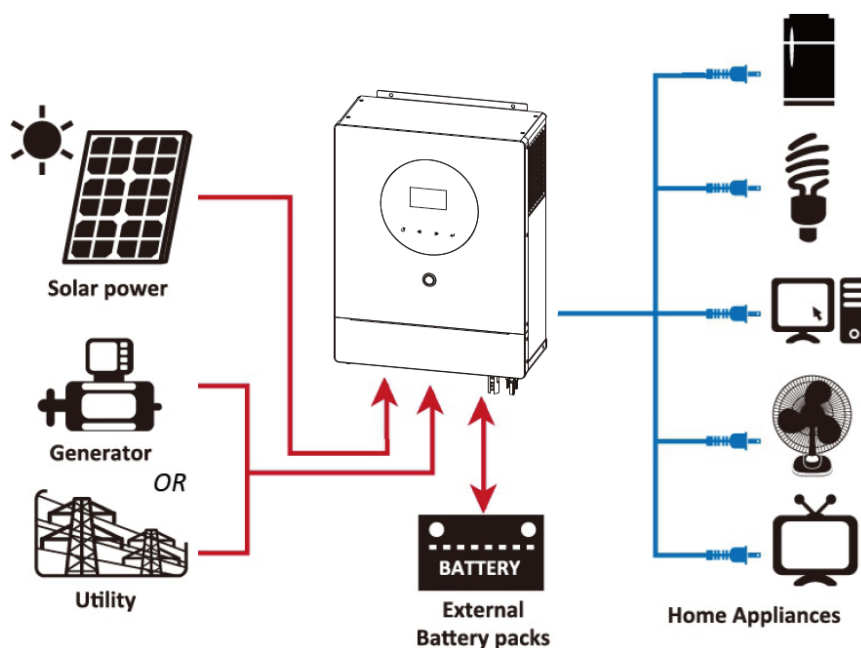 Solar power
Generator
OR
Utility
BATTERY
External
Battery packs
Home Appliances